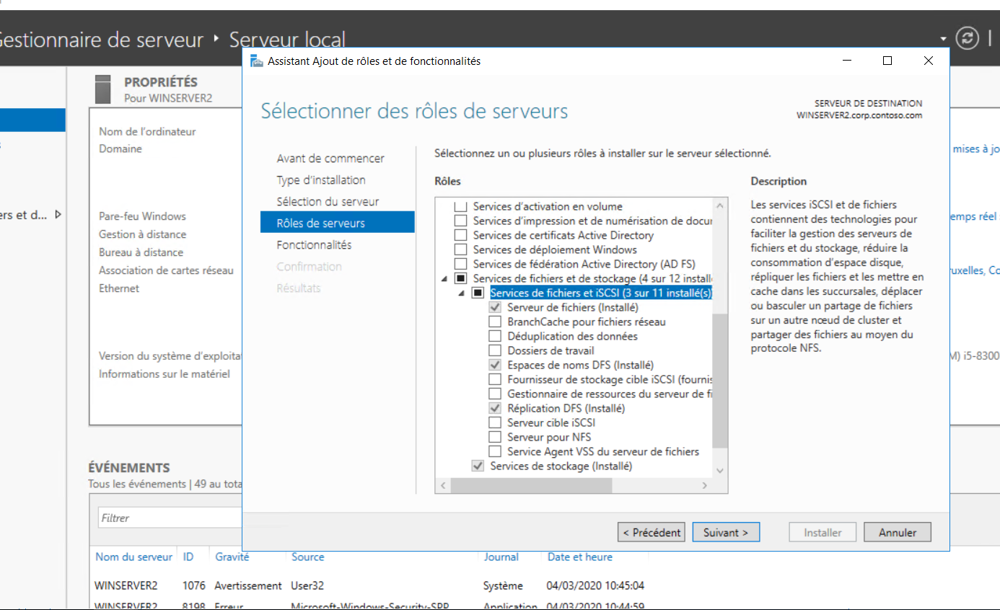 Gestionnaire de serveur ‣ Serveur local
Assistant Ajout de rôles et de fonctionnalités
PROPRIÉTÉS
Pour WINSERVER2
Nom de l'ordinateur
Domaine
Pare-feu Windows
Gestion à distance
Bureau à distance
Association de cartes réseau
Ethernet
Version du système d'exploita
Informations sur le matériel
ers et d...
Sélectionner des rôles de serveurs
SERVEUR DE DESTINATION
WINSERVER2.corp.contoso.com
Avant de commencer
Type d'installation
Sélection du serveur
Rôles de serveurs
Fonctionnalités
Confirmation
Résultats
Sélectionnez un ou plusieurs rôles à installer sur le serveur sélectionné.
Rôles
Services d'activation en volume
Services d'impression et de numérisation de docu
Services de certificats Active Directory
Services de déploiement Windows
Services de fédération Active Directory (AD FS)
Services de fichiers et de stockage (4 sur 12 install
Services de fichiers et iSCSI (3 sur 11 installé(s))
Serveur de fichiers (Installé)
BranchCache pour fichiers réseau
Déduplication des données
Dossiers de travail
Espaces de noms DFS (Installé)
Fournisseur de stockage cible iSCSI (fournis
Gestionnaire de ressources du serveur de fi
Réplication DFS (Installé)
Serveur cible iSCSI
Serveur pour NFS
Service Agent VSS du serveur de fichiers
Services de stockage (Installé)
Description
Les services iSCSI et de fichiers
contiennent des technologies pour
faciliter la gestion des serveurs de
fichiers et du stockage, réduire la
consommation d'espace disque,
répliquer les fichiers et les mettre en
cache dans les succursales, déplacer
ou basculer un partage de fichiers
sur un autre nœud de cluster et
partager des fichiers au moyen du
protocole NFS.
mises à jo
emps réel
ruxelles, Co
M) i5-8300
< Précédent
Suivant >
Installer
Annuler
ÉVÉNEMENTS
Tous les événements | 49 au tota
Filtrer
Nom du serveur ID Gravité Source Journal Date et heure
WINSERVER2 1076 Avertissement User32 Système 04/03/2020 10:45:04
WINSERVER2 8198 Erreur Microsoft-Windows-Security-SPP Application 04/03/2020 10:44:59